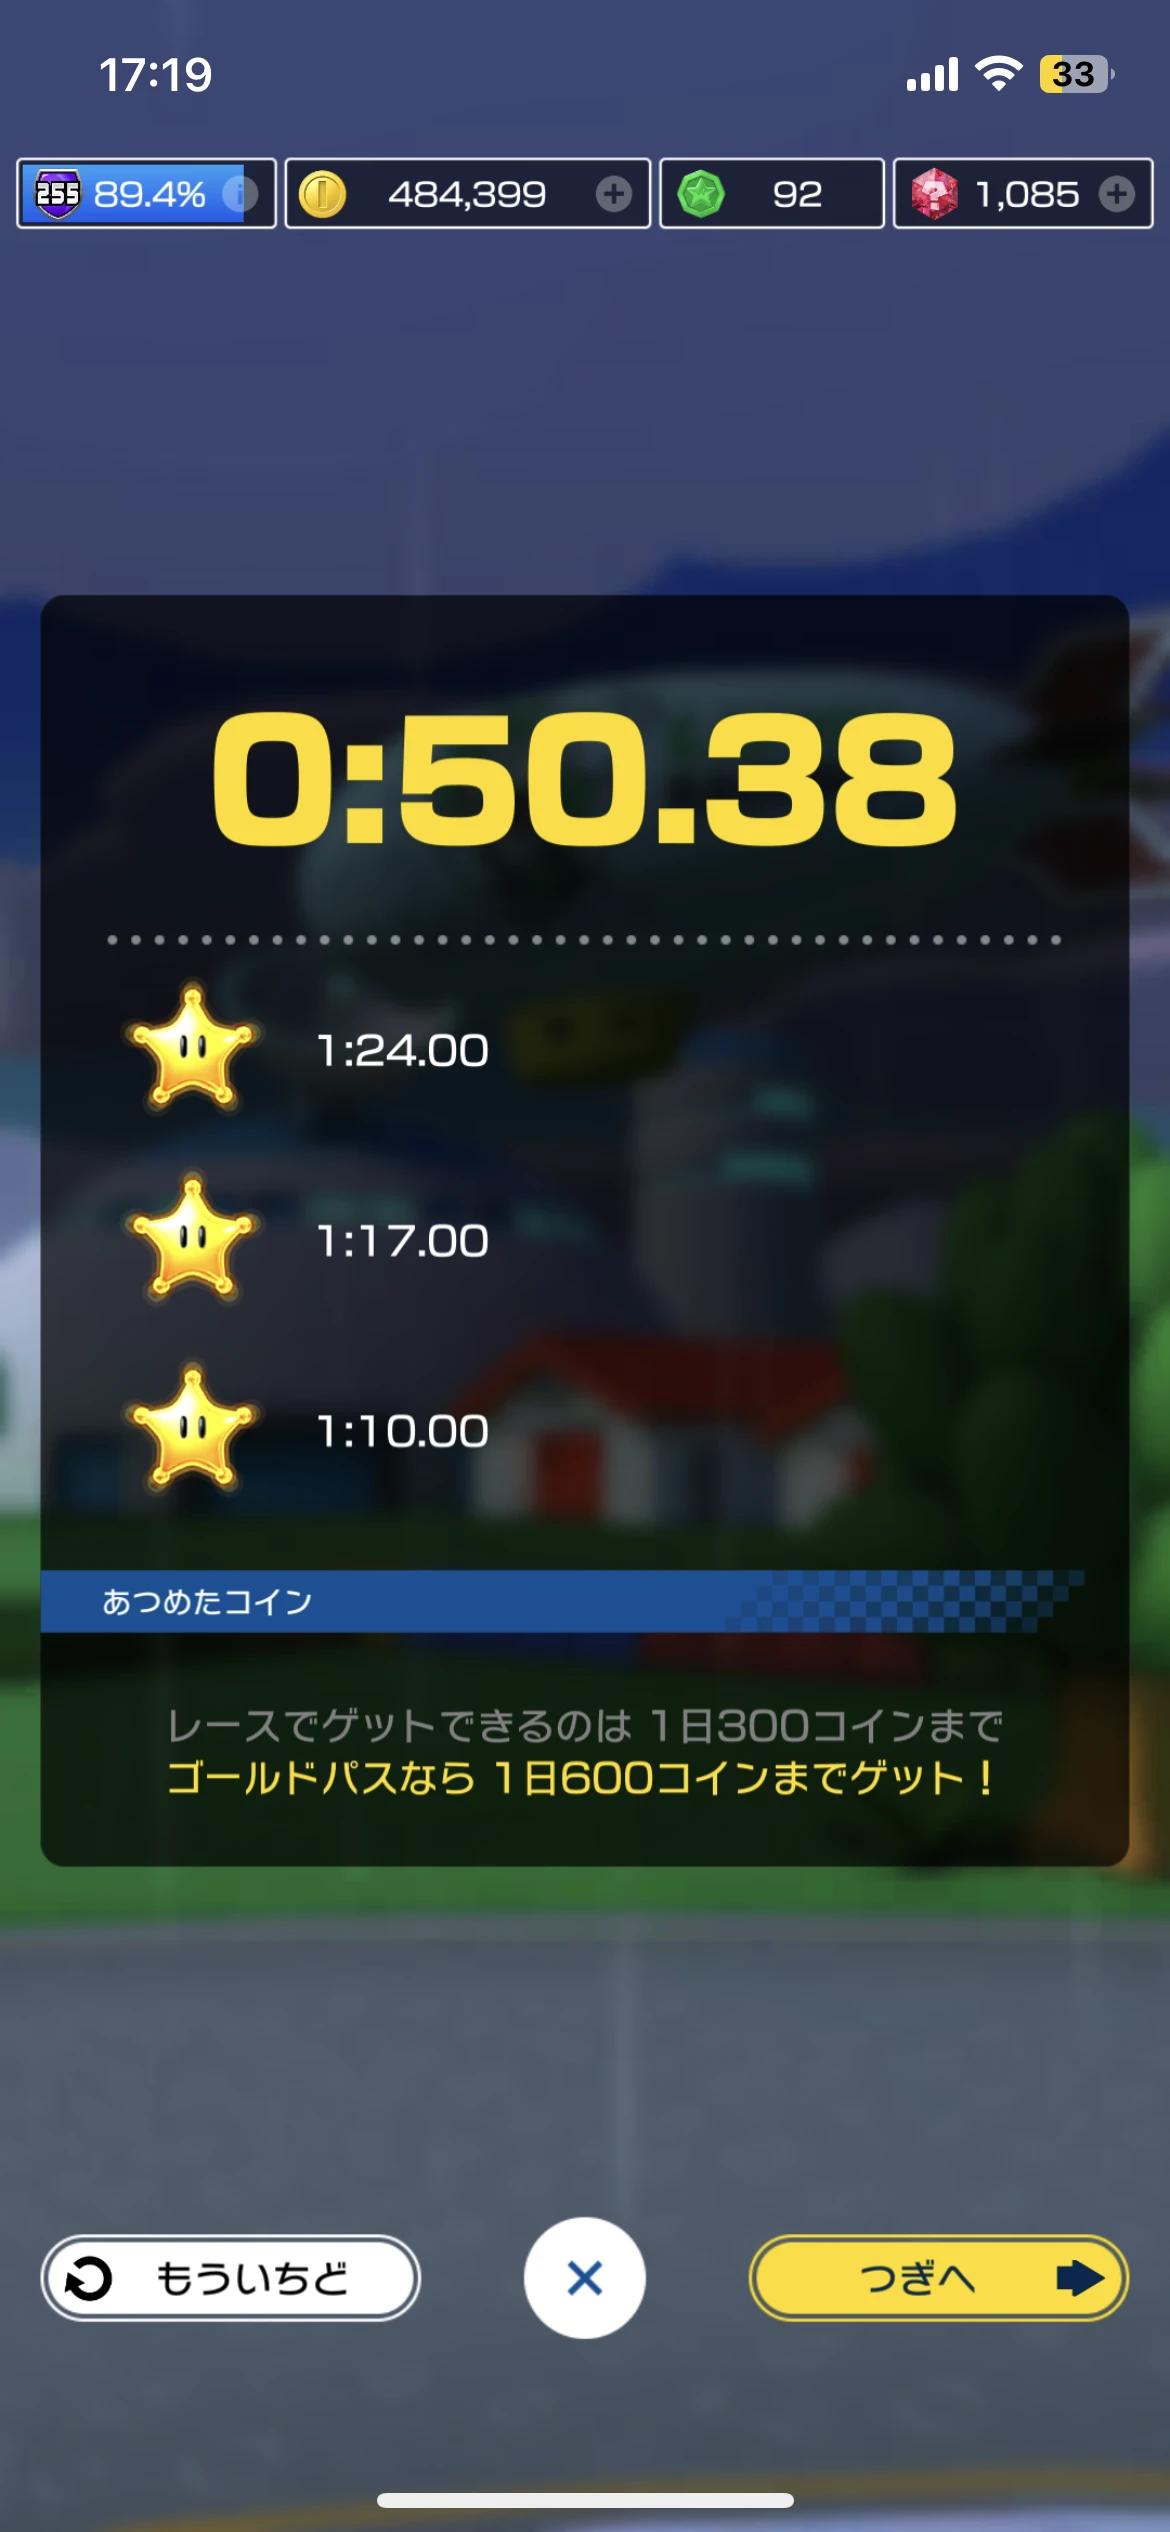 17:19
33
255 89.4% i
484,399
92
1,085
0:50.38
1:24.00
1:17.00
1:10.00
あつめたコイン
レースでゲットできるのは 1日300コインまで
ゴールドパスなら 1日600コインまでゲット！
もういちど
つぎへ